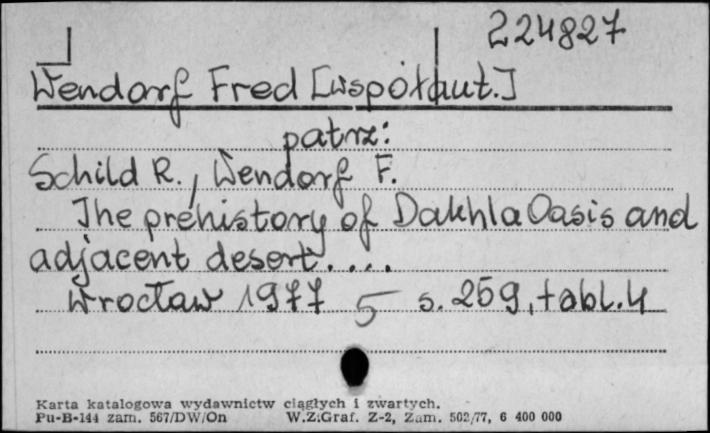 224827
Wendorf Fred [współaut.]
patrz:
Schild R., Wendorf F.
The prehistory of Dakhla Oasis and
adjacent desert....
Wrocław 1977 5 s. 259, tabl. 4
Karta katalogowa wydawnictw ciągłych i zwartych.
Pu-B-144 zam. 567/DW/On W.Z.Graf. Z-2, Zam. 502/77, 6 400 000